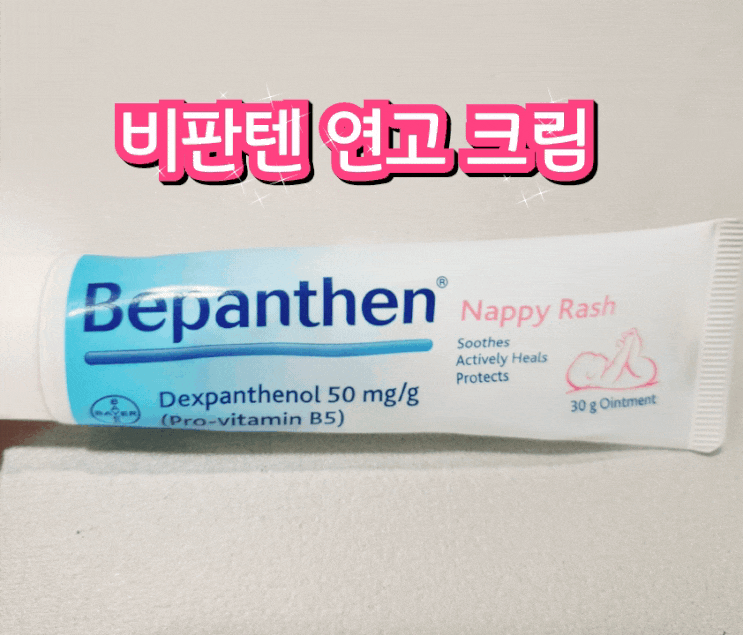 비판텐 연고 크림
Bepanthen®
Nappy Rash
Soothes
Actively Heals
Protects
Dexpanthenol 50 mg/g
(Pro-vitamin B5)
BAYER
30 g Ointment